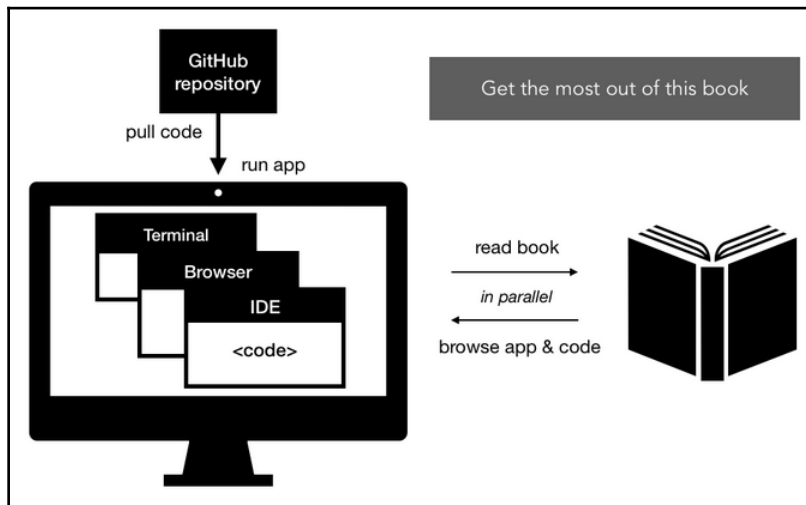 GitHub
repository
Get the most out of this book
pull code
run app
Terminal
Browser
IDE
<code>
read book
in parallel
browse app & code